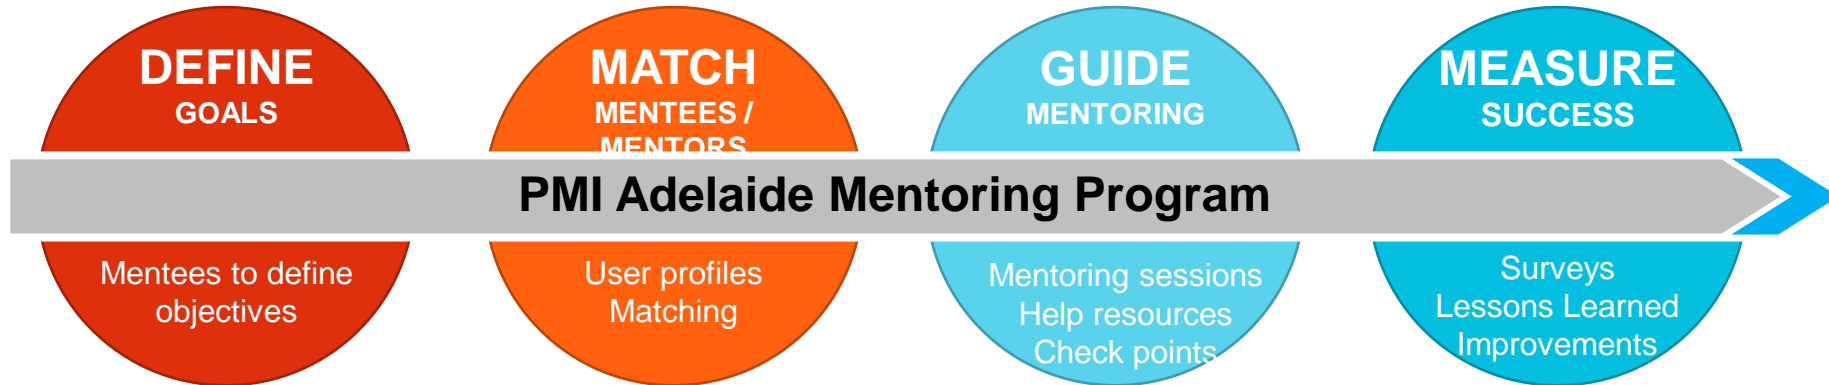 DEFINE
GOALS
MATCH
MENTEES /
MENTORS
GUIDE
MENTORING
MEASURE
SUCCESS
PMI Adelaide Mentoring Program
Mentees to define
objectives
User profiles
Matching
Mentoring sessions
Help resources
Check points
Surveys
Lessons Learned
Improvements